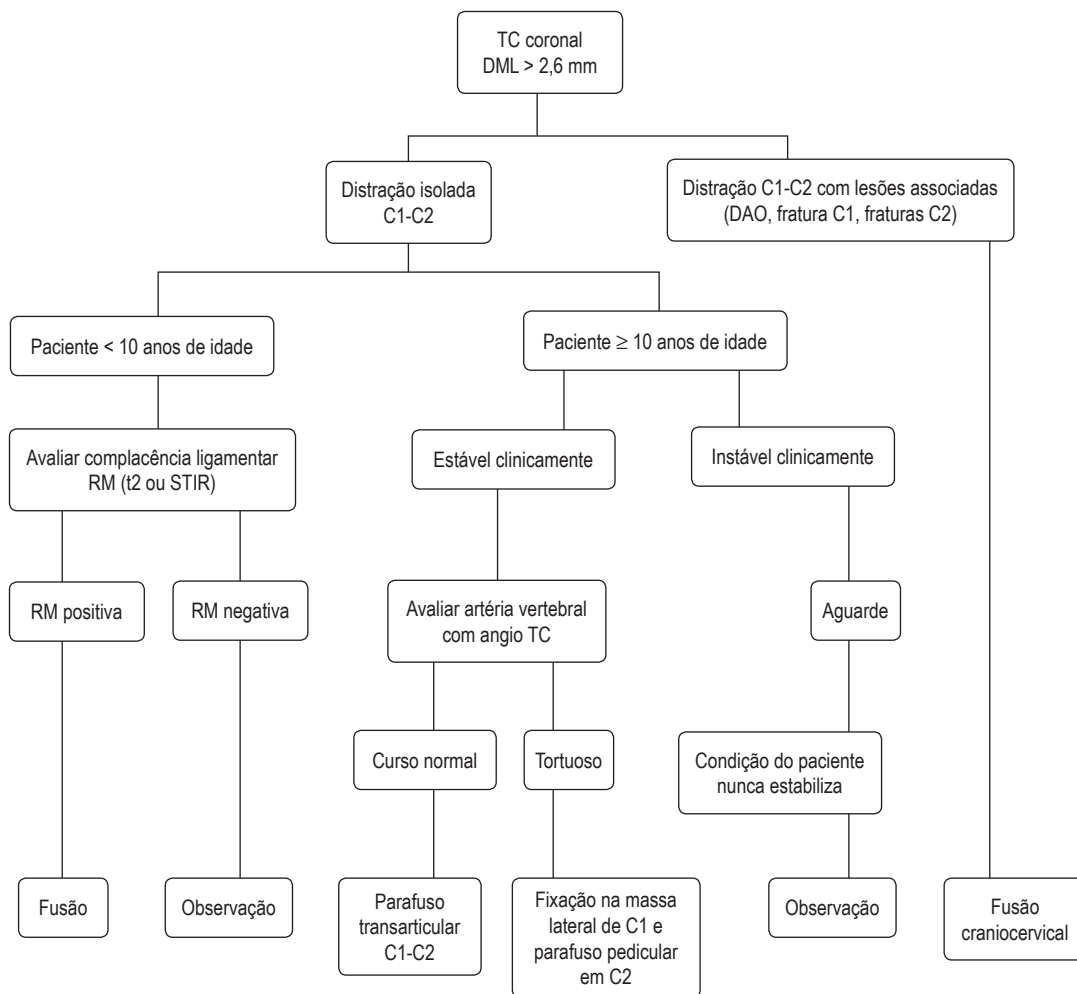 TC coronal
DML > 2,6 mm
Distração isolada
C1-C2
Distração C1-C2 com lesões associadas
(DAO, fratura C1, fraturas C2)
Paciente < 10 anos de idade
Paciente ≥ 10 anos de idade
Avaliar complacência ligamentar
RM (t2 ou STIR)
Estável clinicamente
Instável clinicamente
RM positiva
RM negativa
Avaliar artéria vertebral
com angio TC
Aguarde
Curso normal
Tortuoso
Condição do paciente
nunca estabiliza
Fusão
Observação
Parafuso
transarticular
C1-C2
Fixação na massa
lateral de C1 e
parafuso pedicular
em C2
Observação
Fusão
craniocervical